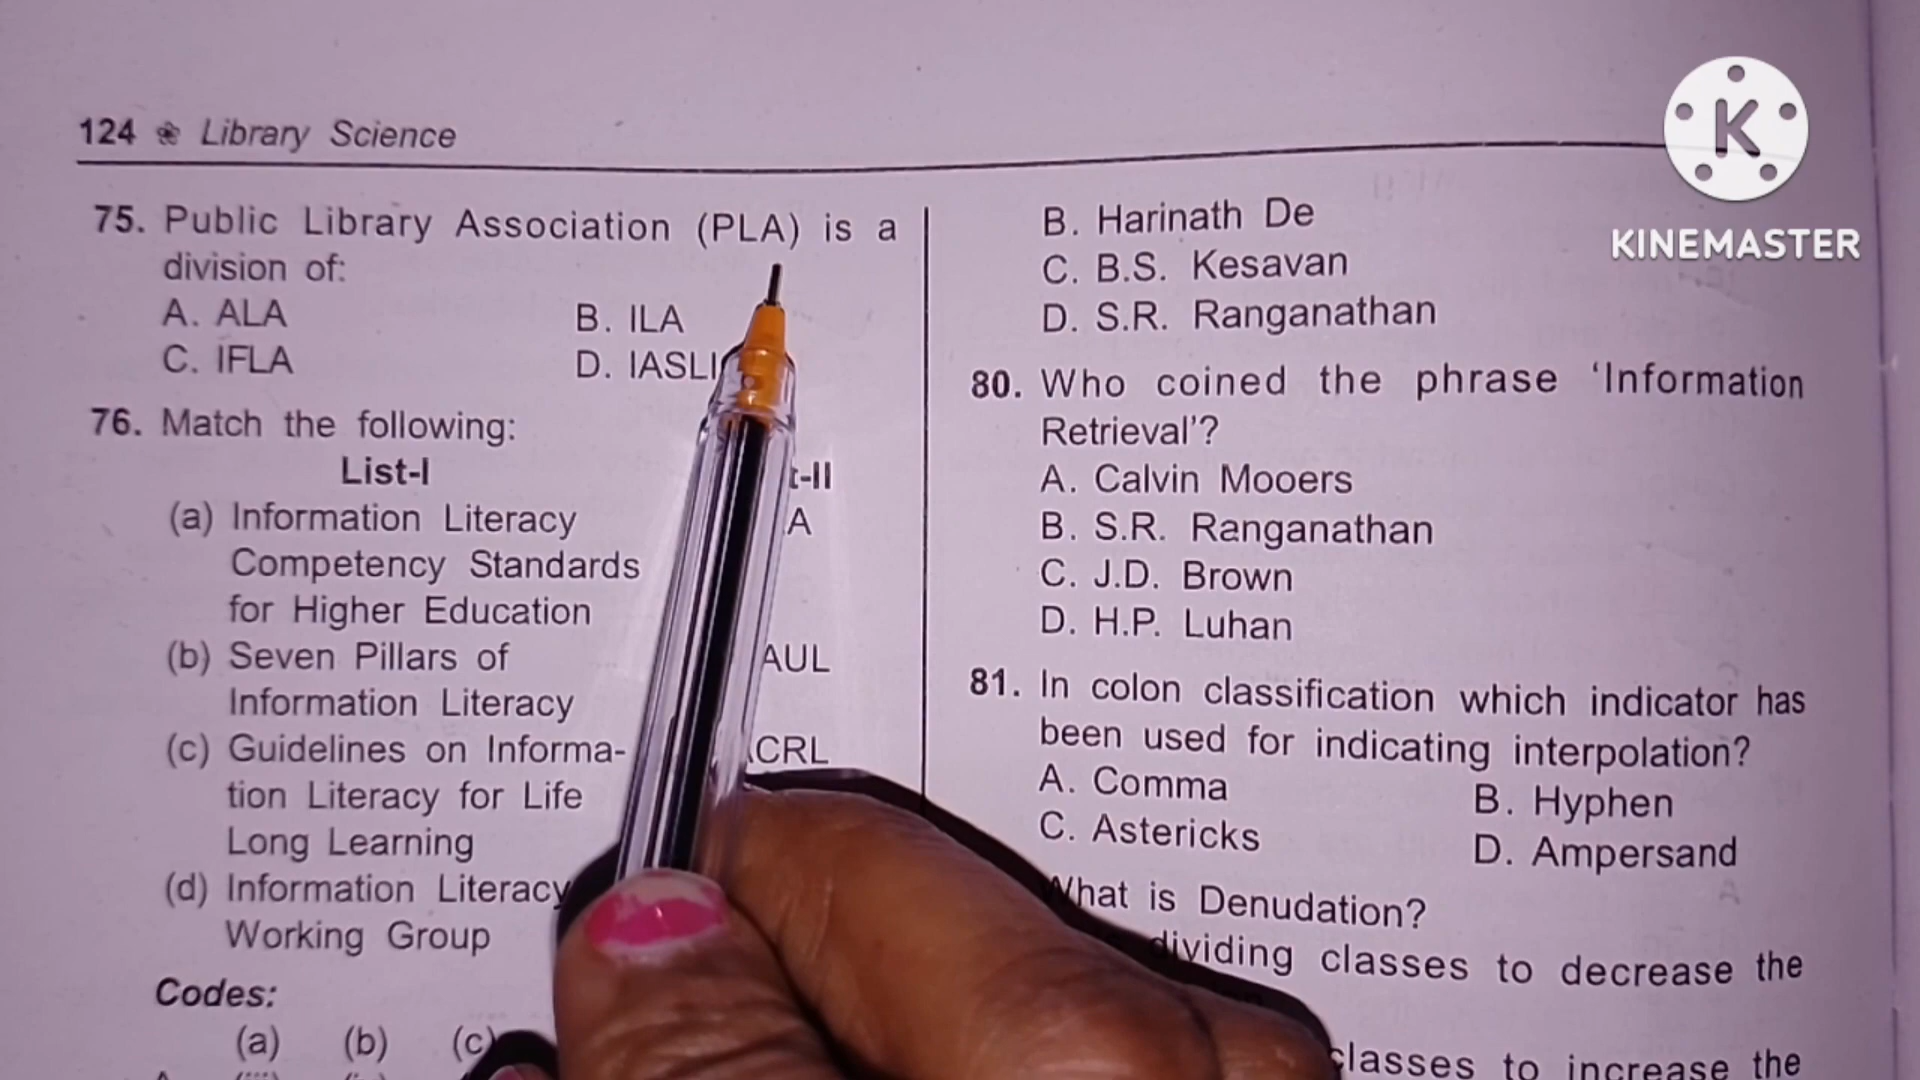 124 ❀ Library Science
75. Public Library Association (PLA) is a
division of:
A. ALA B. ILA
C. IFLA D. IASLI
76. Match the following:
List-I t-II
(a) Information Literacy A
Competency Standards
for Higher Education
(b) Seven Pillars of AUL
Information Literacy
(c) Guidelines on Informa- CRL
tion Literacy for Life
Long Learning
(d) Information Literacy
Working Group
Codes:
(a) (b) (c)
B. Harinath De
C. B.S. Kesavan
D. S.R. Ranganathan
80. Who coined the phrase ‘Information
Retrieval’?
A. Calvin Mooers
B. S.R. Ranganathan
C. J.D. Brown
D. H.P. Luhan
81. In colon classification which indicator has
been used for indicating interpolation?
A. Comma B. Hyphen
C. Astericks D. Ampersand
What is Denudation?
dividing classes to decrease the
classes to increase the
K
KINEMASTER